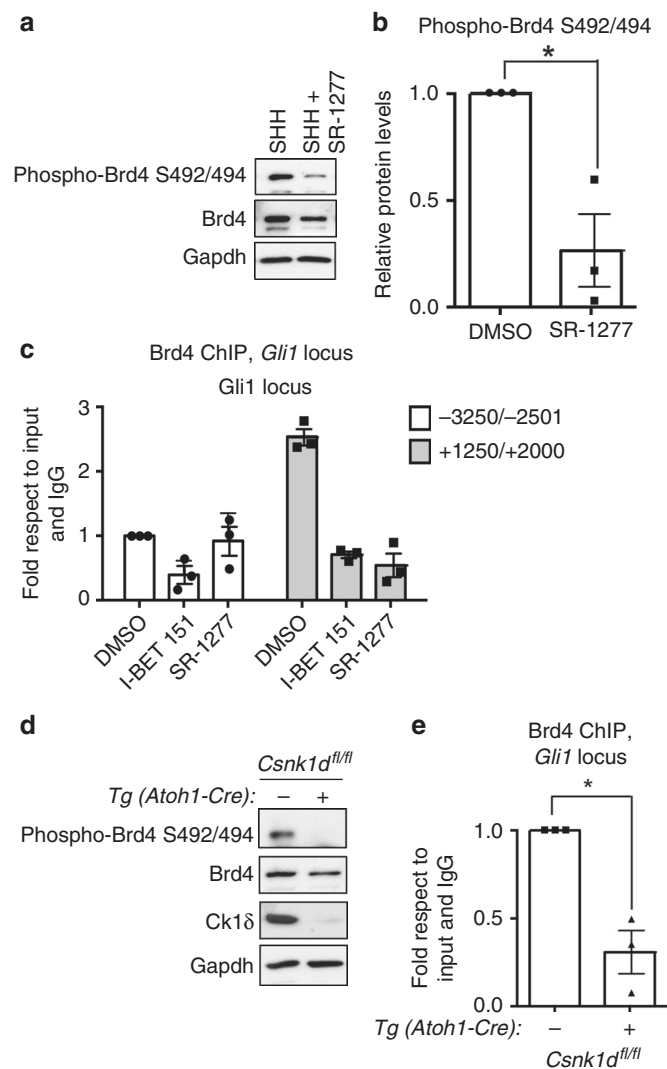 a
SHH
SHH +
SR-1277
Phospho-Brd4 S492/494
Brd4
Gapdh
b
Phospho-Brd4 S492/494
*
Relative protein levels
1.0
0.5
0.0
DMSO
SR-1277
c
Brd4 ChIP, Gli1 locus
Gli1 locus
Fold respect to input
and IgG
3
2
1
0
–3250/–2501
+1250/+2000
DMSO
I-BET 151
SR-1277
DMSO
I-BET 151
SR-1277
d
Csnk1d^fl/fl
Tg (Atoh1-Cre): – +
Phospho-Brd4 S492/494
Brd4
Ck1δ
Gapdh
e
Brd4 ChIP,
Gli1 locus
*
Fold respect to
input and IgG
1.0
0.5
0.0
Tg (Atoh1-Cre): – +
Csnk1d^fl/fl